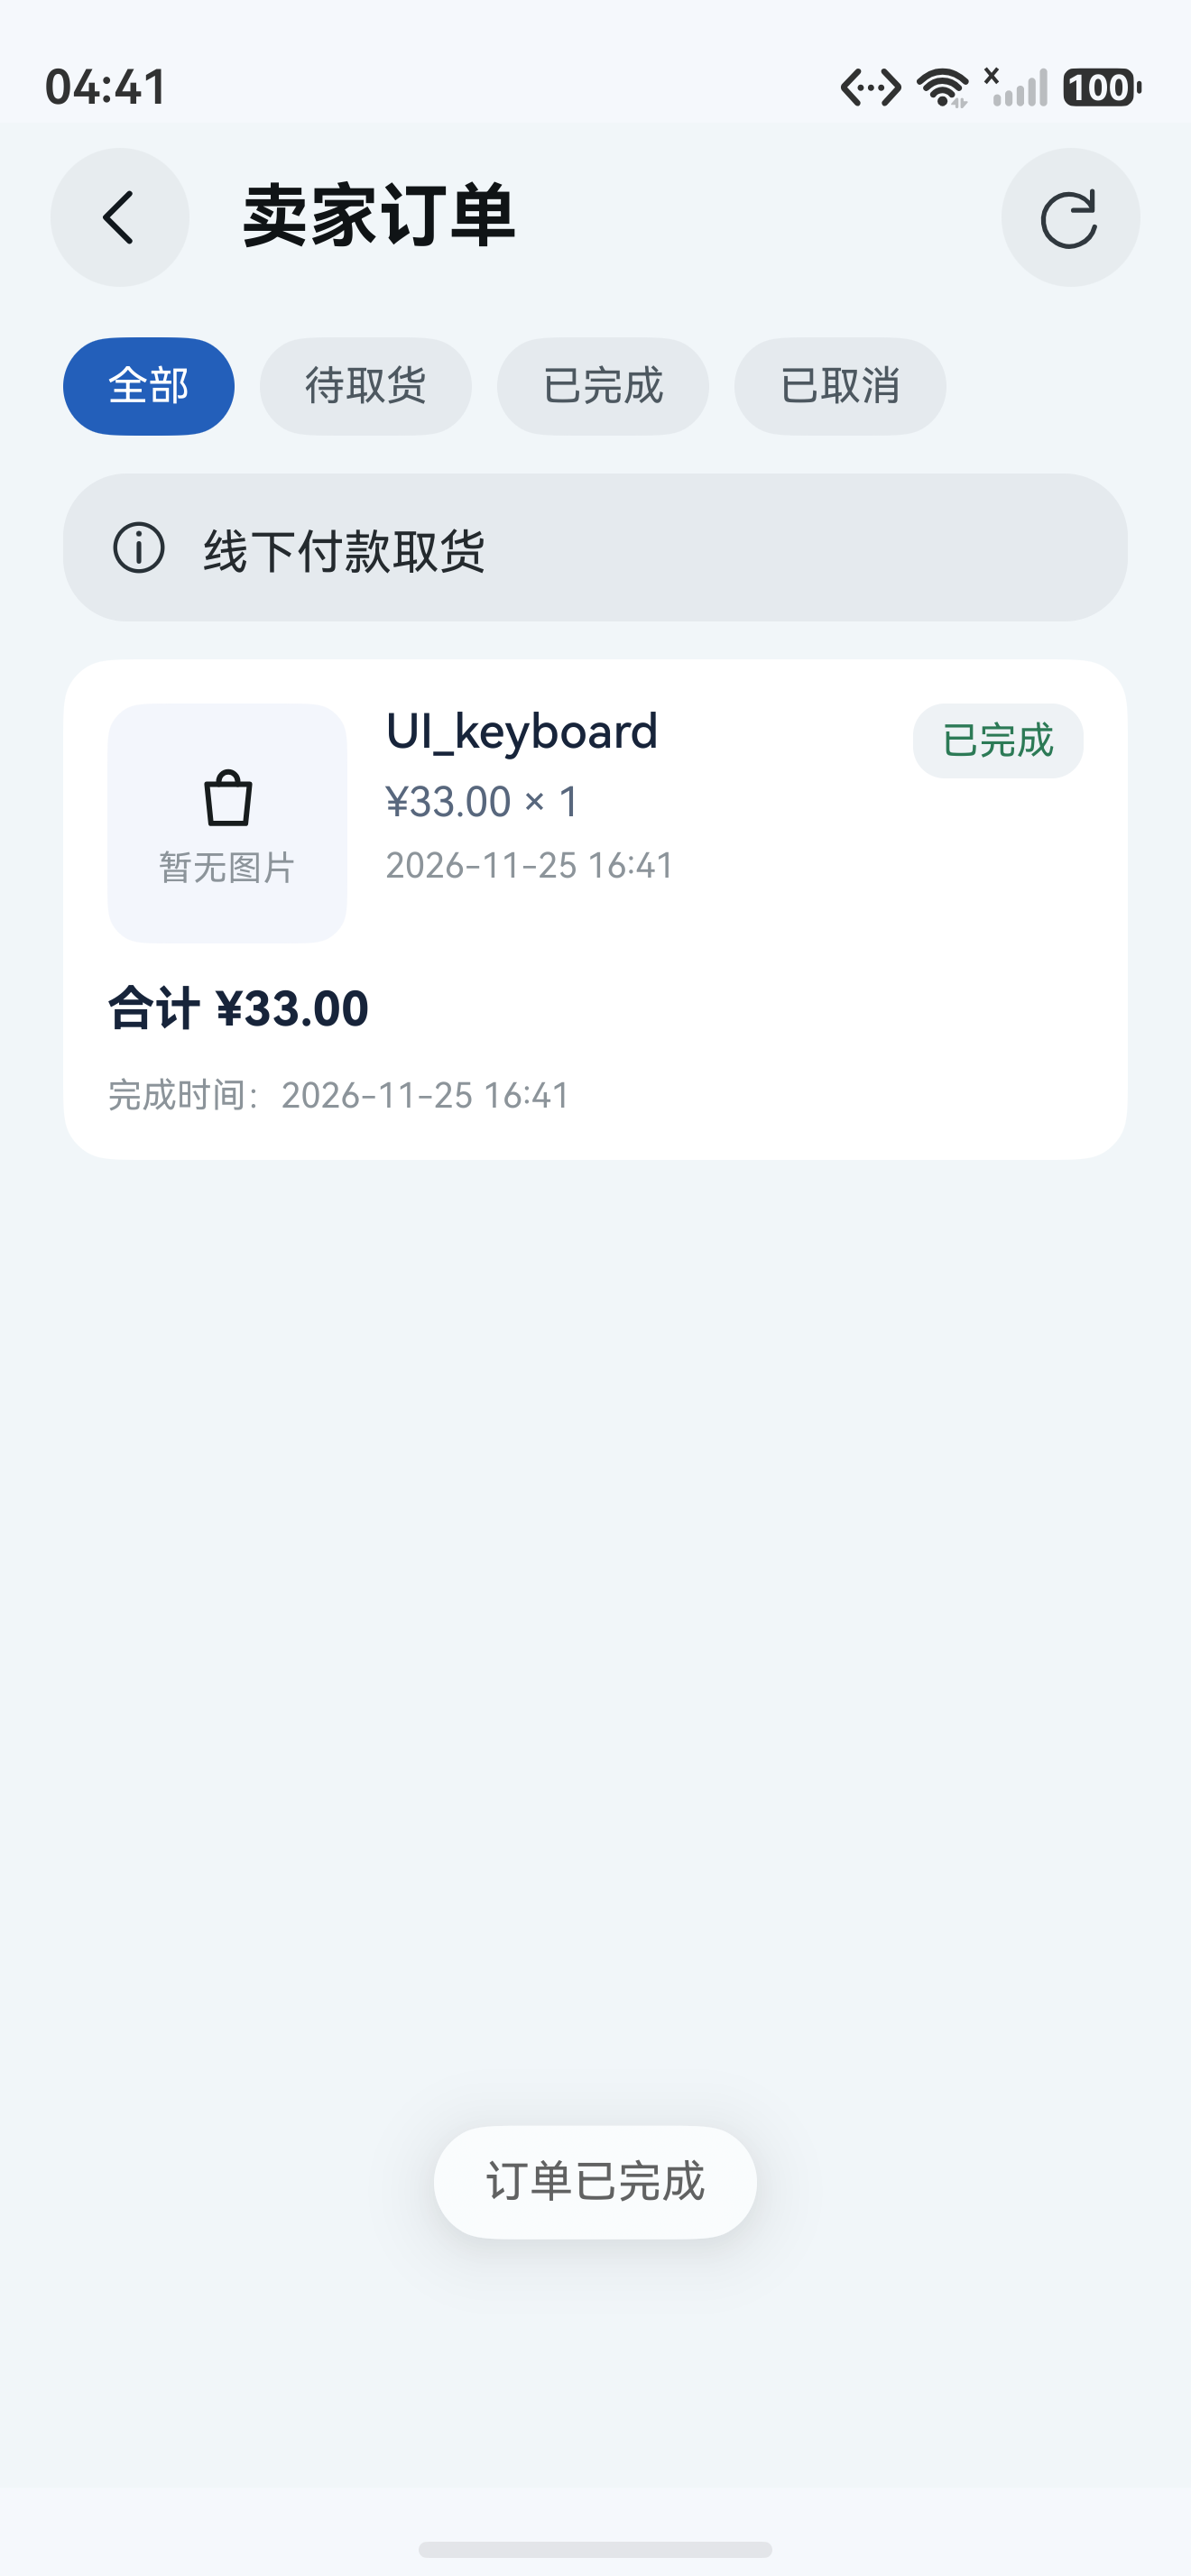 04:41
100
卖家订单
全部
待取货
已完成
已取消
线下付款取货
UI_keyboard
已完成
¥33.00 × 1
2026-11-25 16:41
暂无图片
合计 ¥33.00
完成时间：2026-11-25 16:41
订单已完成